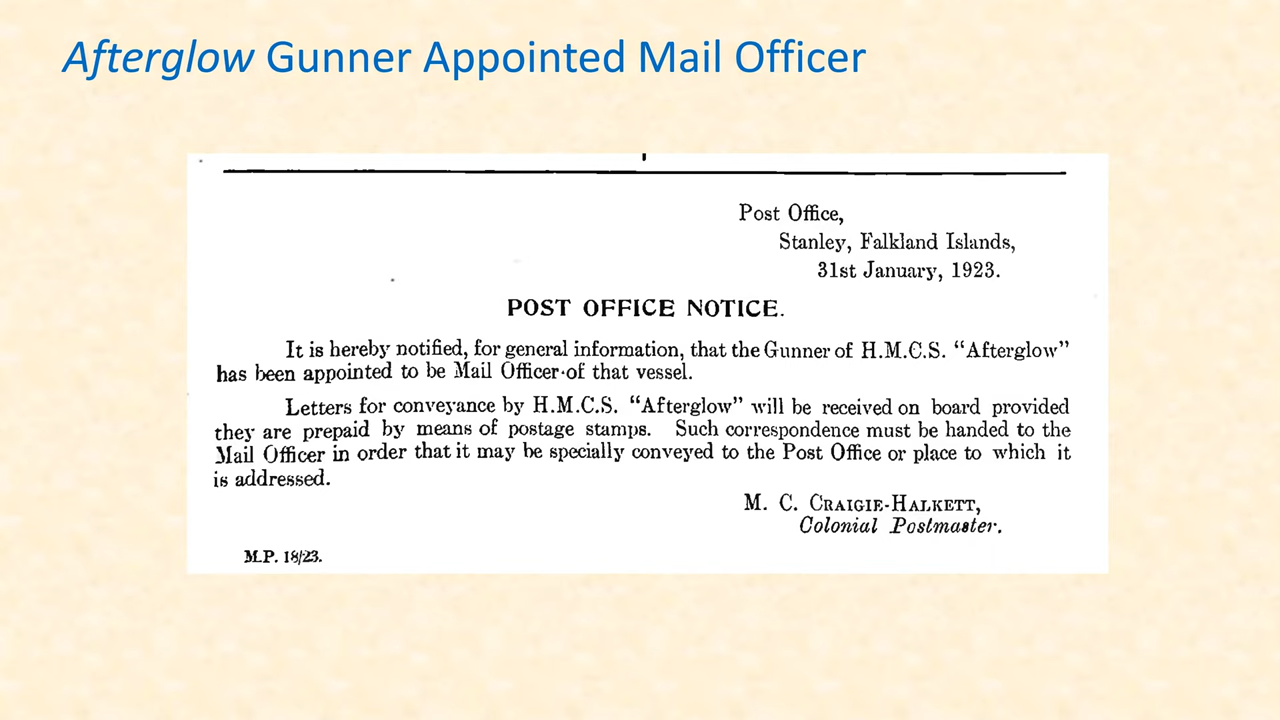 Afterglow Gunner Appointed Mail Officer
Post Office,
Stanley, Falkland Islands,
31st January, 1923.
POST OFFICE NOTICE.
It is hereby notified, for general information, that the Gunner of H.M.C.S. “Afterglow”
has been appointed to be Mail Officer of that vessel.
Letters for conveyance by H.M.C.S. “Afterglow” will be received on board provided
they are prepaid by means of postage stamps. Such correspondence must be handed to the
Mail Officer in order that it may be specially conveyed to the Post Office or place to which it
is addressed.
M. C. CRAIGIE-HALKETT,
Colonial Postmaster.
M.P. 18/23.